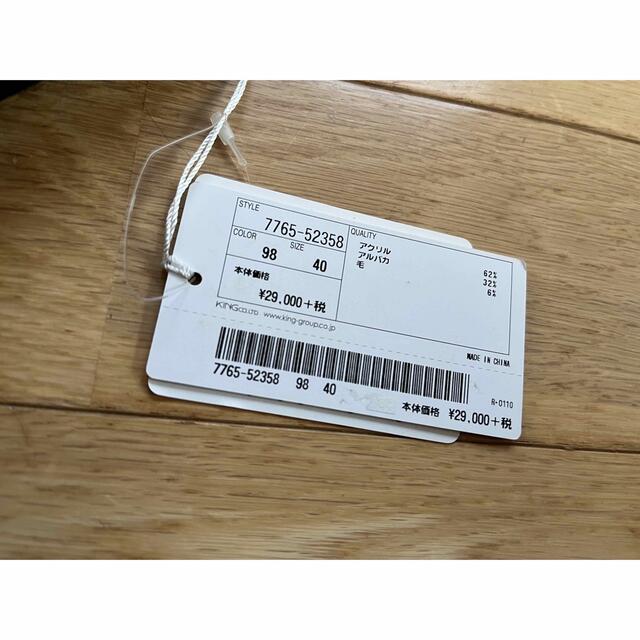 STYLE
7765-52358
COLOR SIZE
98 40
本体価格
¥29.000+税
QUALITY
アクリル 62%
アルパカ 32%
毛 6%
MADE IN CHINA
KING CO.,LTD www.king-group.co.jp
7765-52358 98 40
R-0110
本体価格 ¥29.000+税